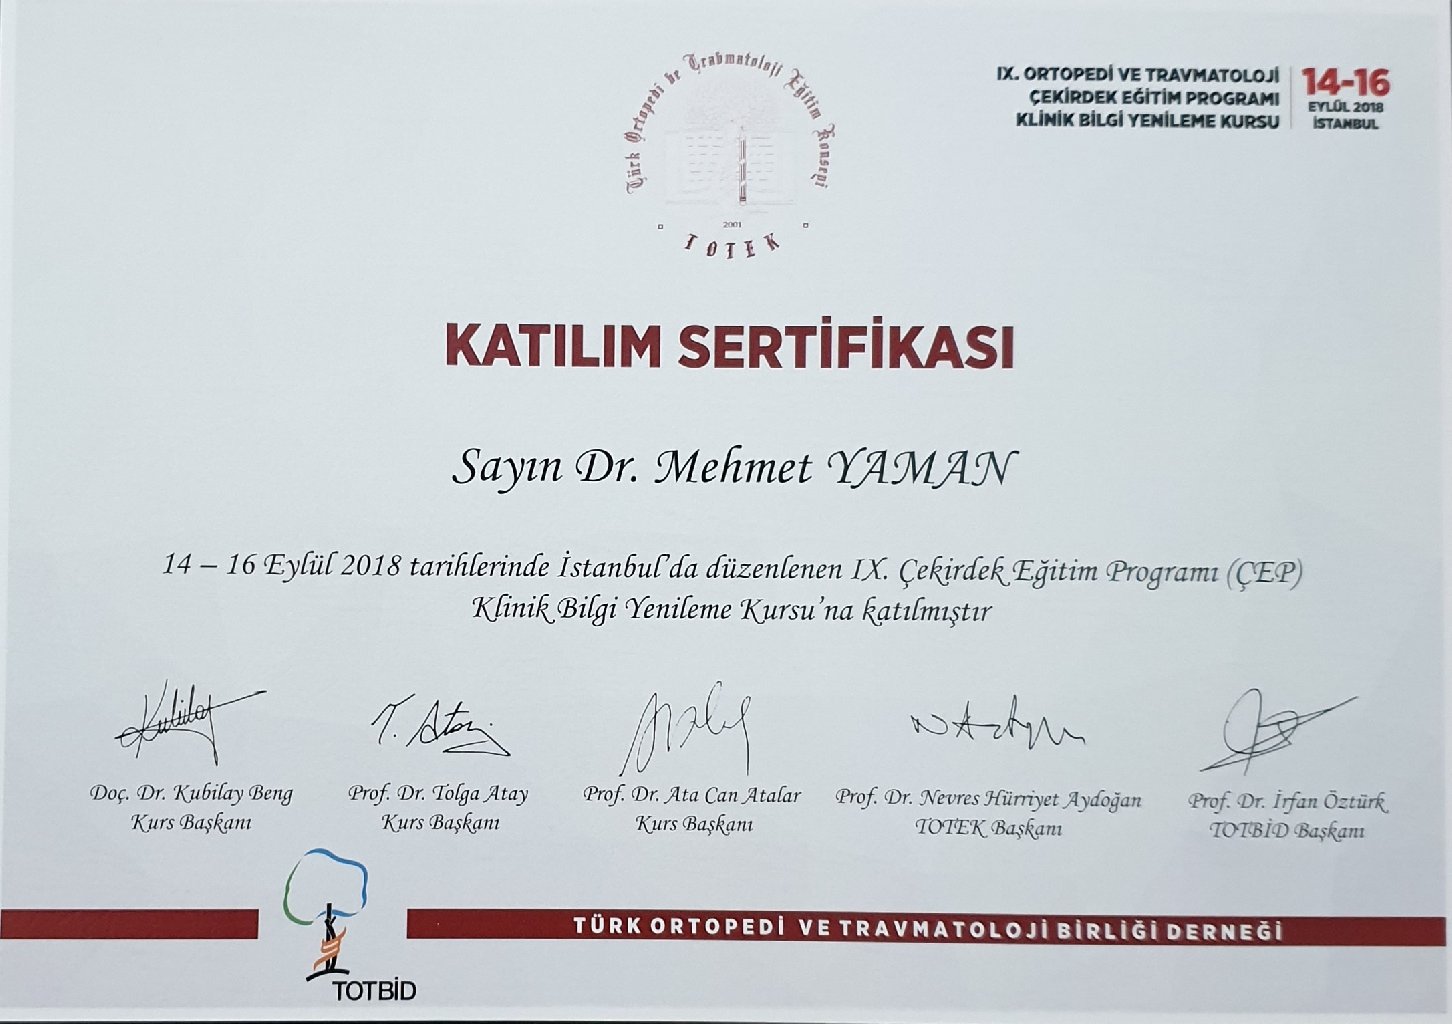 Türk Ortopedi ve Travmatoloji Eğitim Konseyi
2001
TOTEK
IX. ORTOPEDİ VE TRAVMATOLOJİ
ÇEKİRDEK EĞİTİM PROGRAMI
KLİNİK BİLGİ YENİLEME KURSU
14-16
EYLÜL 2018
İSTANBUL
KATILIM SERTİFİKASI
Sayın Dr. Mehmet YAMAN
14 – 16 Eylül 2018 tarihlerinde İstanbul'da düzenlenen IX. Çekirdek Eğitim Programı (ÇEP)
Klinik Bilgi Yenileme Kursu'na katılmıştır
Kubilay
T. Atay
Doç. Dr. Kubilay Beng
Kurs Başkanı
Prof. Dr. Tolga Atay
Kurs Başkanı
Prof. Dr. Ata Can Atalar
Kurs Başkanı
Prof. Dr. Nevres Hürriyet Aydoğan
TOTEK Başkanı
Prof. Dr. İrfan Öztürk
TOTBİD Başkanı
TÜRK ORTOPEDİ VE TRAVMATOLOJİ BİRLİĞİ DERNEĞİ
TOTBİD